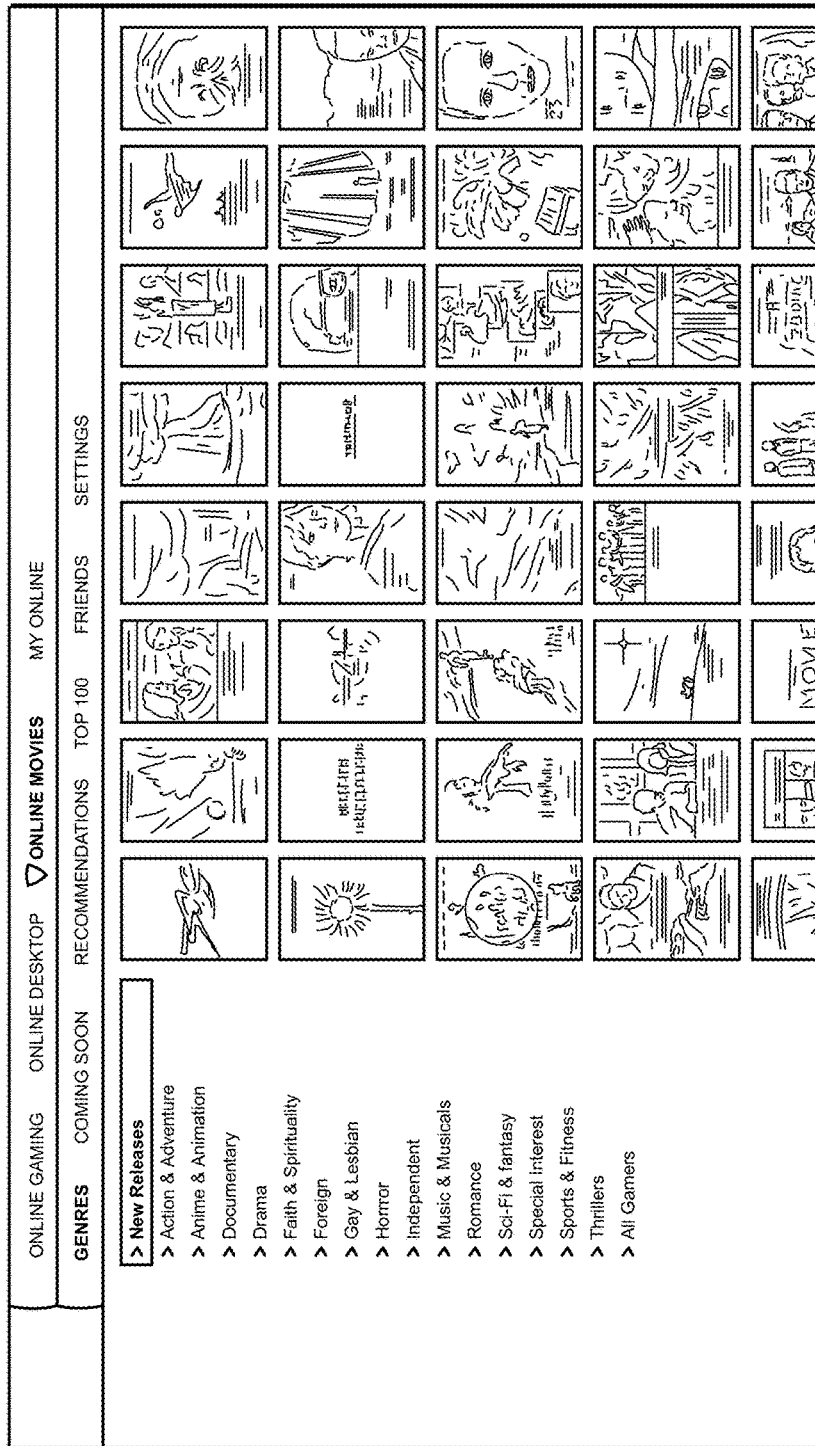 ONLINE GAMING ONLINE DESKTOP ONLINE MOVIES MY ONLINE
GENRES COMING SOON RECOMMENDATIONS TOP 100 FRIENDS SETTINGS
> New Releases
> Action & Adventure
> Anime & Animation
> Documentary
> Drama
> Faith & Spirituality
> Foreign
> Gay & Lesbian
> Horrror
> Independent
> Music & Musicals
> Romance
> Sci-Fi & fantasy
> Special Interest
> Sports & Fitness
> Thrillers
> All Gamers
23
MOVIE